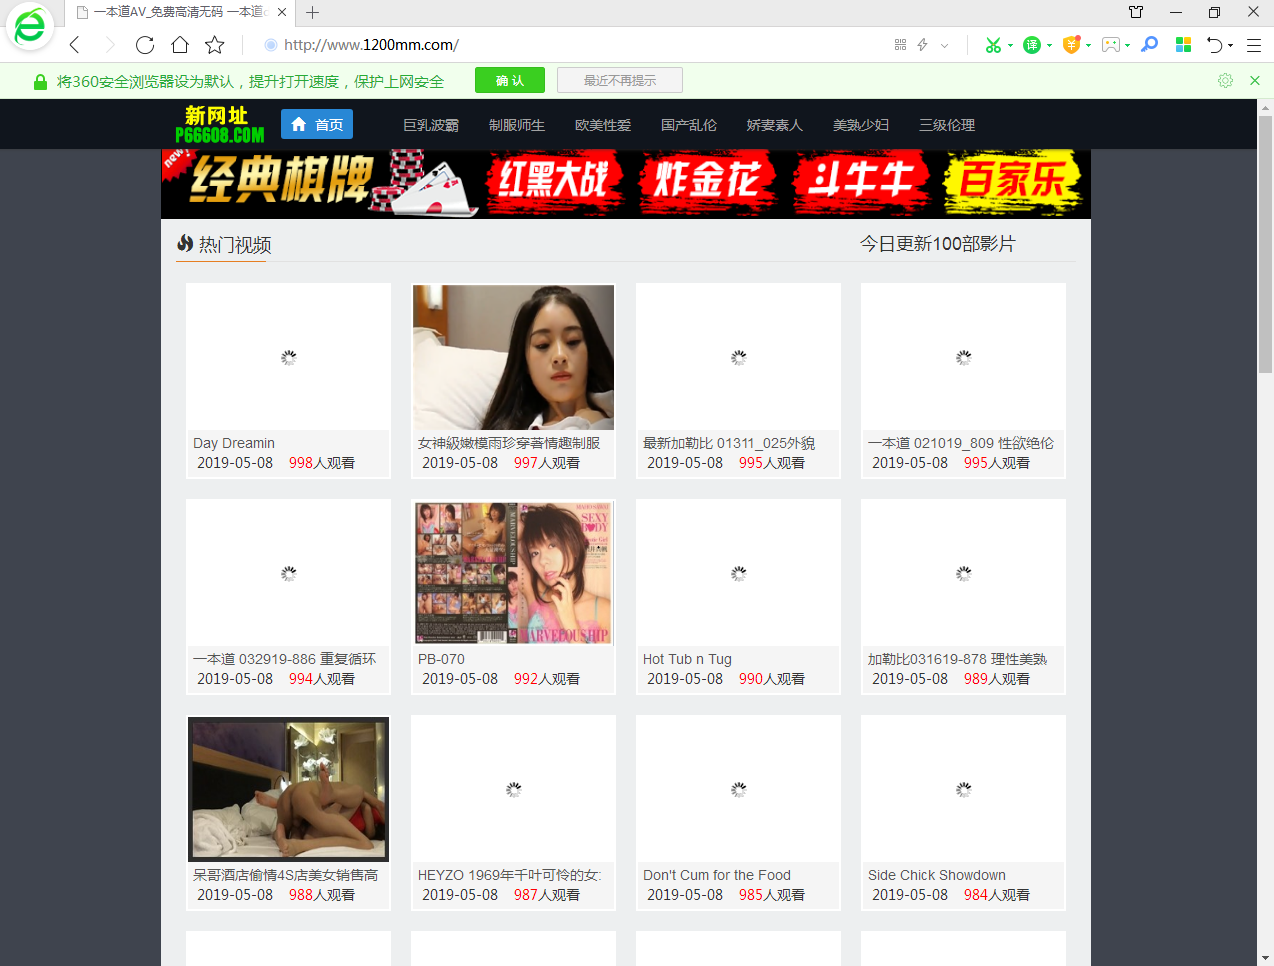 一本道AV_免费高清无码 一本道
http://www.1200mm.com/
译
将360安全浏览器设为默认，提升打开速度，保护上网安全
确 认
最近不再提示
新网址
P66608.COM
首页
巨乳波霸
制服师生
欧美性爱
国产乱伦
娇妻素人
美熟少妇
三级伦理
new!
经典棋牌
红黑大战
炸金花
斗牛牛
百家乐
热门视频
今日更新100部影片
Day Dreamin
2019-05-08 998人观看
女神級嫩模雨珍穿著情趣制服
2019-05-08 997人观看
最新加勒比 01311_025外貌
2019-05-08 995人观看
一本道 021019_809 性欲绝伦
2019-05-08 995人观看
SEXY
BODY
MARVELOUSHIP
一本道 032919-886 重复循环
2019-05-08 994人观看
PB-070
2019-05-08 992人观看
Hot Tub n Tug
2019-05-08 990人观看
加勒比031619-878 理性美熟
2019-05-08 989人观看
呆哥酒店偷情4S店美女销售高
2019-05-08 988人观看
HEYZO 1969年千叶可怜的女:
2019-05-08 987人观看
Don't Cum for the Food
2019-05-08 985人观看
Side Chick Showdown
2019-05-08 984人观看